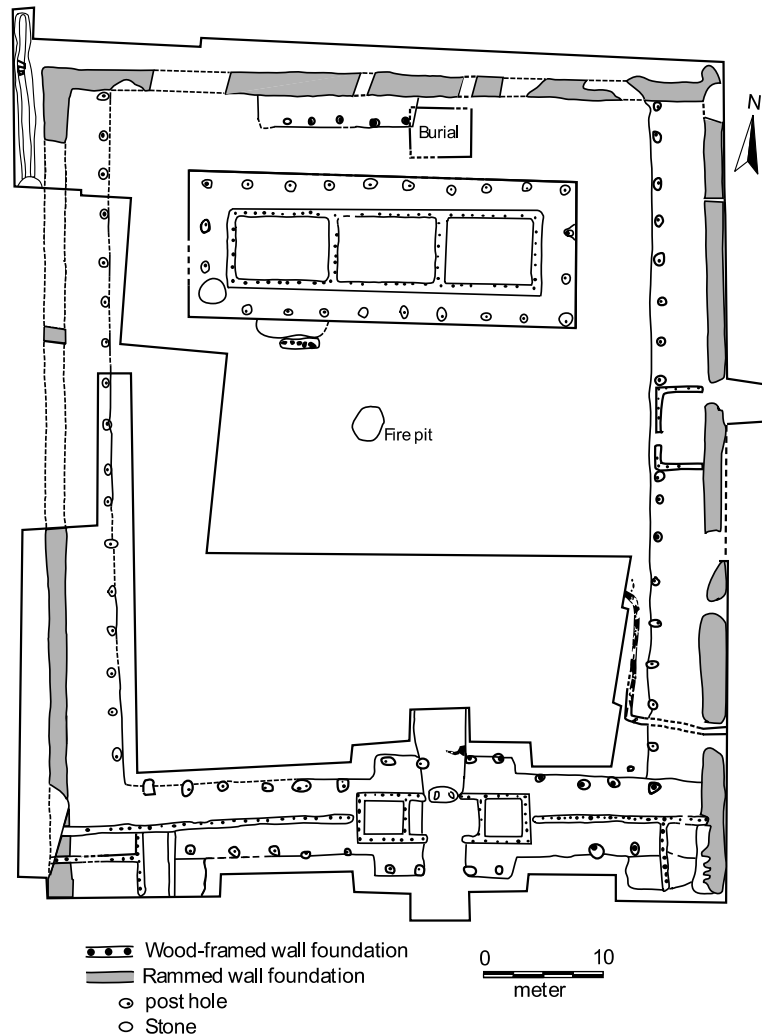 N
Burial
Fire pit
Wood-framed wall foundation
Rammed wall foundation
post hole
Stone
0 10
meter